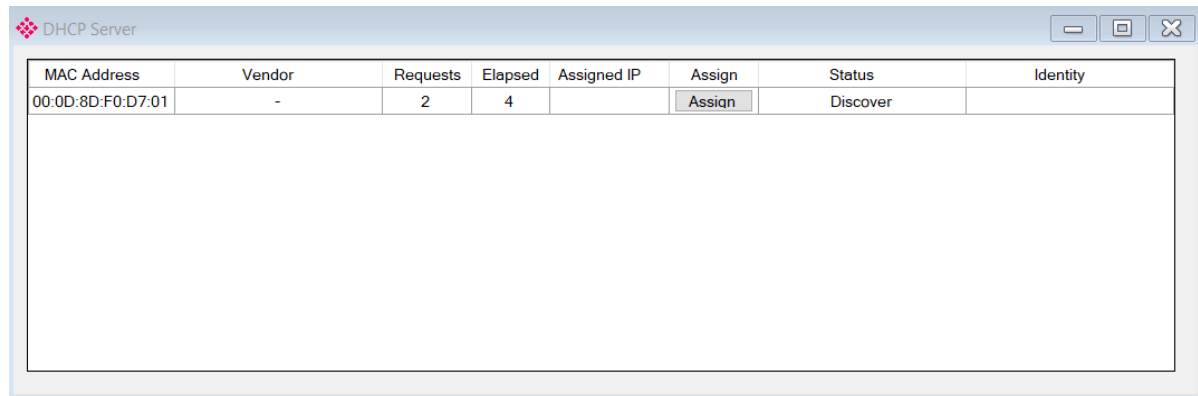 DHCP Server
MAC Address Vendor Requests Elapsed Assigned IP Assign Status Identity
00:0D:8D:F0:D7:01 - 2 4 Assign Discover